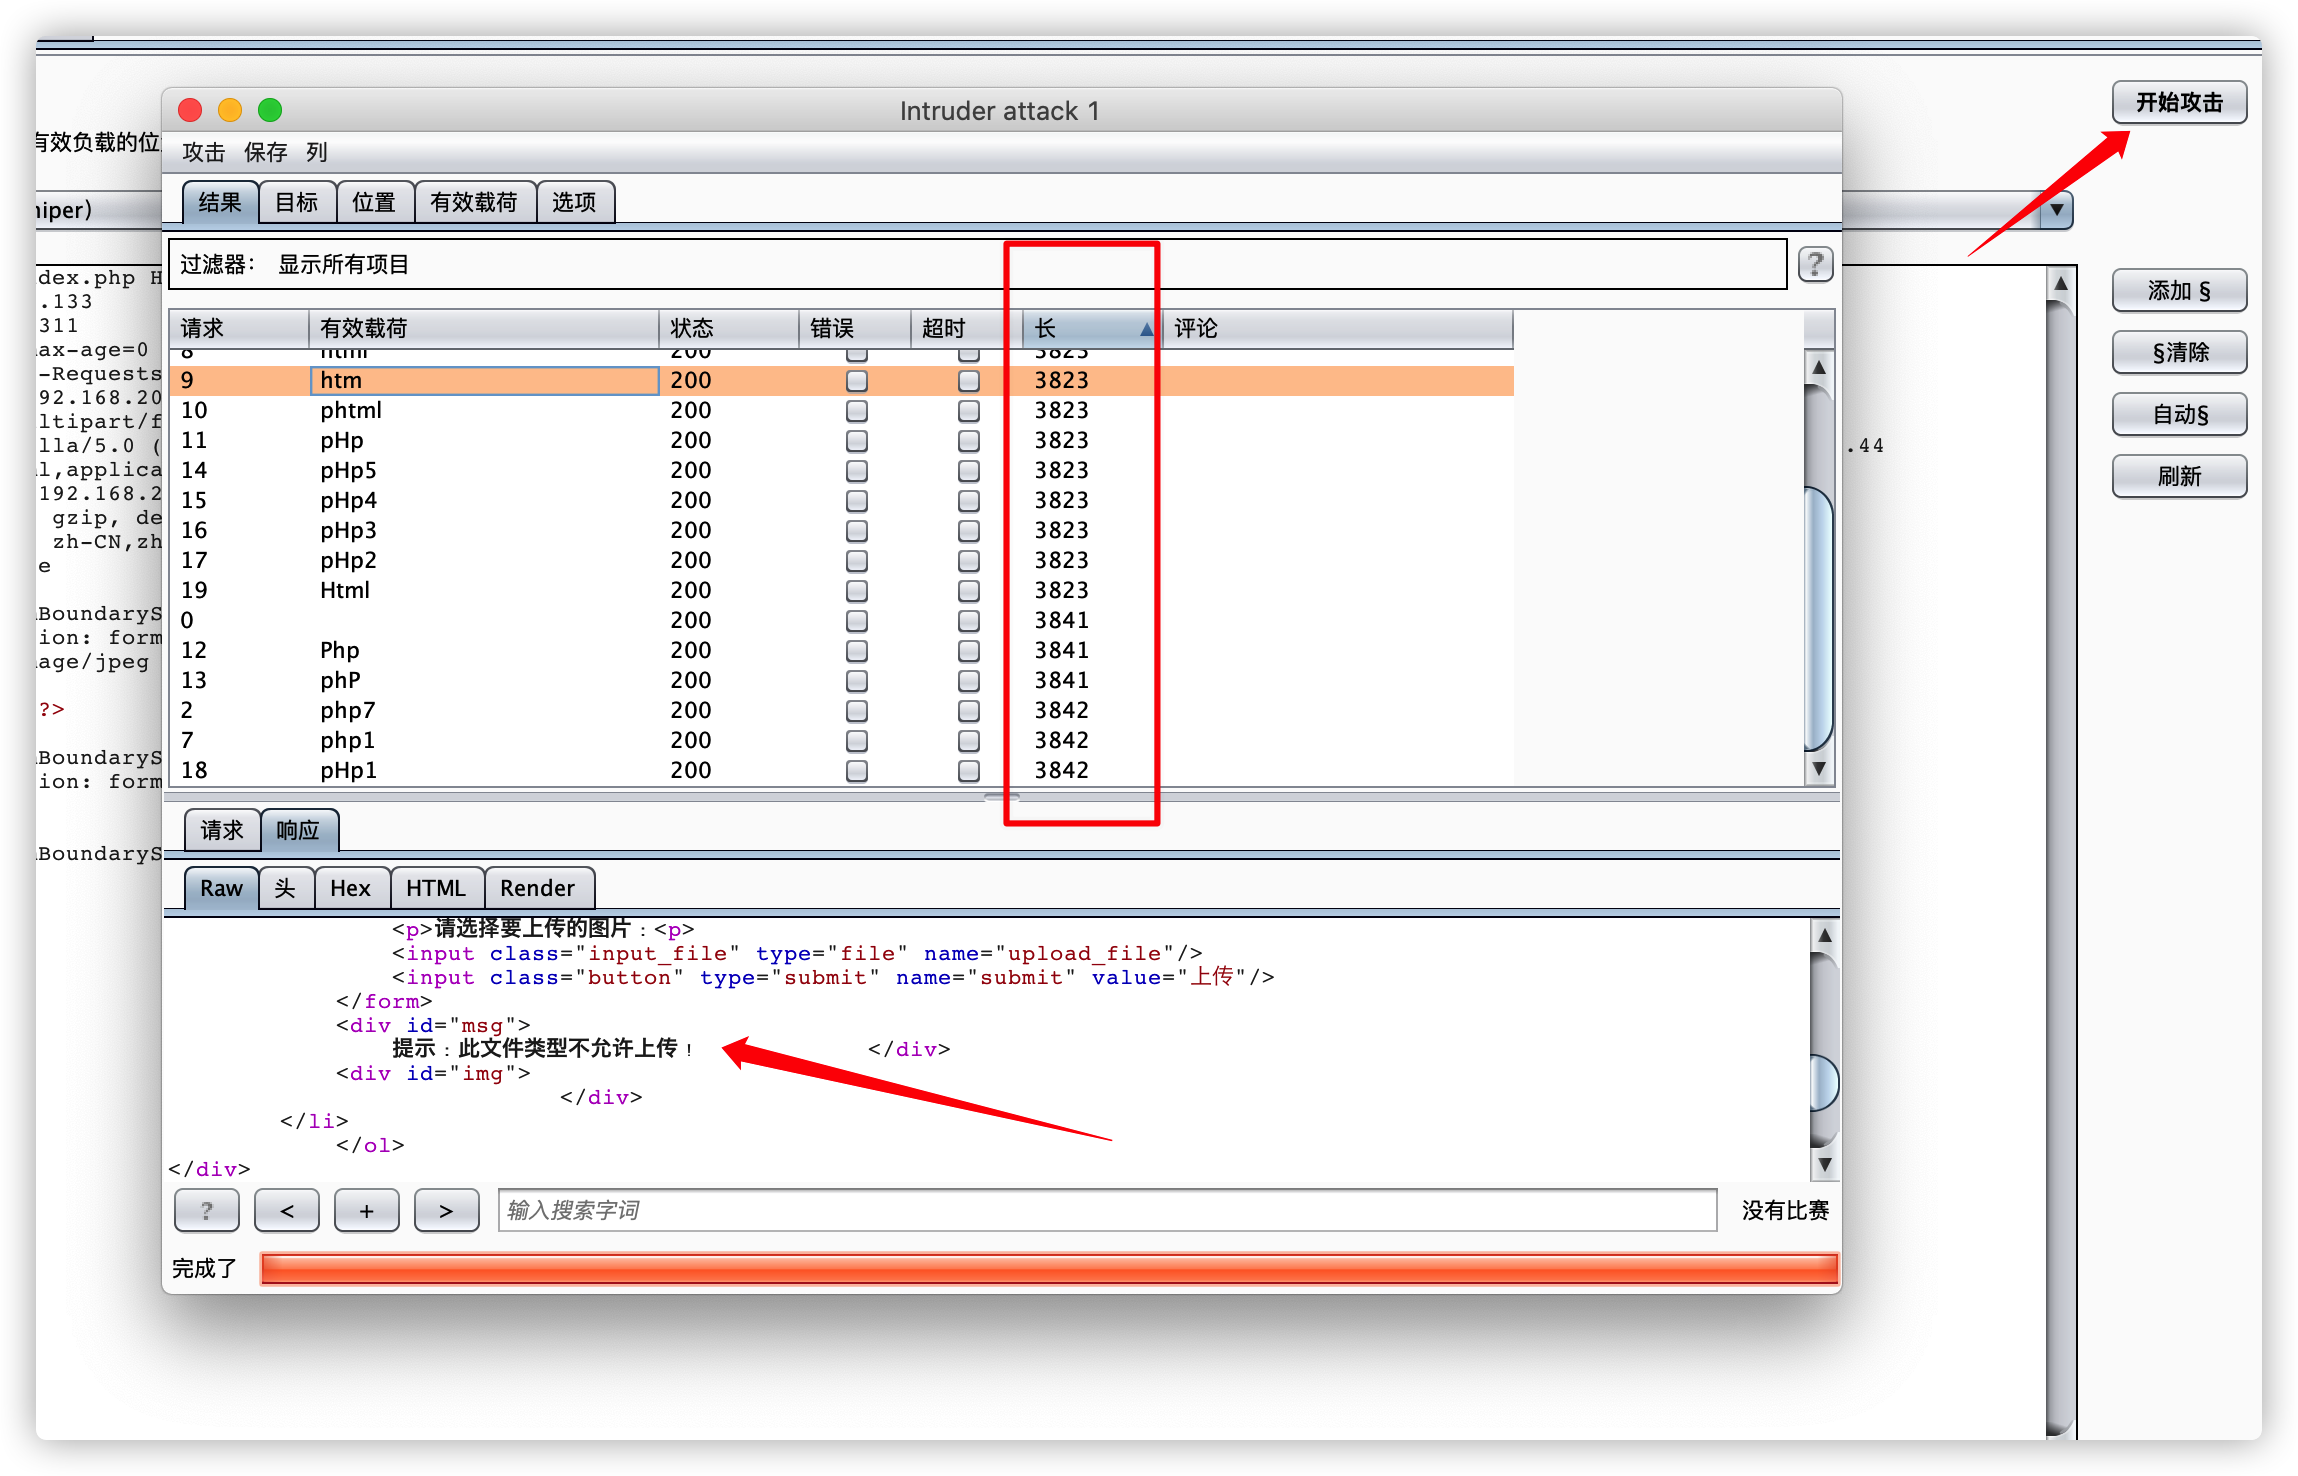 Intruder attack 1
开始攻击
有效负载的位
攻击 保存 列
结果 目标 位置 有效载荷 选项
niper)
过滤器： 显示所有项目
?
dex.php H
.133
添加 §
311
请求 有效载荷 状态 错误 超时 长 评论
ax-age=0
8 html 200 3823
§清除
-Requests
9 htm 200 3823
92.168.20
10 phtml 200 3823
自动§
ltipart/f
11 pHp 200 3823
lla/5.0 (
.44
14 pHp5 200 3823
l,applica
刷新
192.168.2
15 pHp4 200 3823
gzip, de
16 pHp3 200 3823
zh-CN,zh
17 pHp2 200 3823
e
19 Html 200 3823
BoundaryS
0 200 3841
ion: form
12 Php 200 3841
age/jpeg
13 phP 200 3841
?>
2 php7 200 3842
7 php1 200 3842
BoundaryS
18 pHp1 200 3842
ion: form
请求 响应
BoundaryS
Raw 头 Hex HTML Render
<p>请选择要上传的图片：<p>
<input class="input_file" type="file" name="upload_file"/>
<input class="button" type="submit" name="submit" value="上传"/>
</form>
<div id="msg">
提示：此文件类型不允许上传！ </div>
<div id="img">
</div>
</li>
</ol>
</div>
? < + > 输入搜索字词 没有比赛
完成了